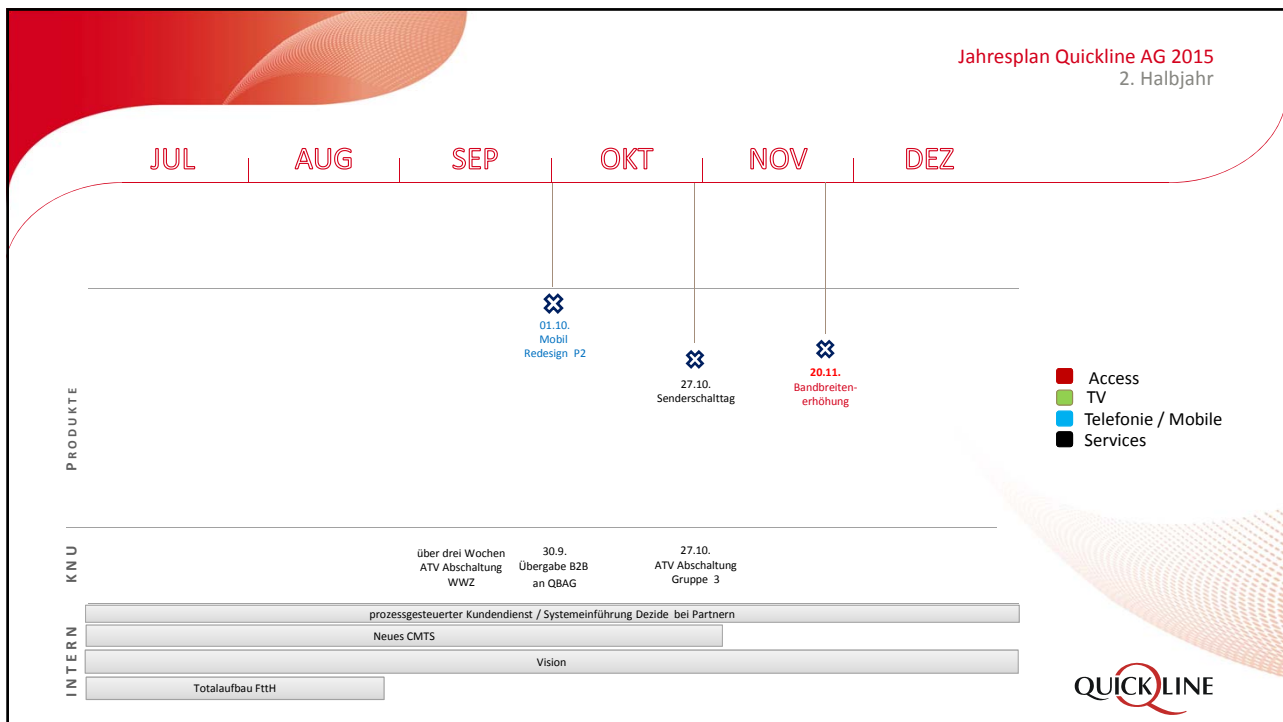 Jahresplan Quickline AG 2015
2. Halbjahr
JUL AUG SEP OKT NOV DEZ
PRODUKTE
01.10.
Mobil
Redesign P2
27.10.
Senderschalttag
20.11.
Bandbreiten-
erhöhung
Access
TV
Telefonie / Mobile
Services
KNU
über drei Wochen
ATV Abschaltung
WWZ
30.9.
Übergabe B2B
an QBAG
27.10.
ATV Abschaltung
Gruppe 3
INTERN
prozessgesteuerter Kundendienst / Systemeinführung Dezide bei Partnern
Neues CMTS
Vision
Totalaufbau FttH
QUICKLINE